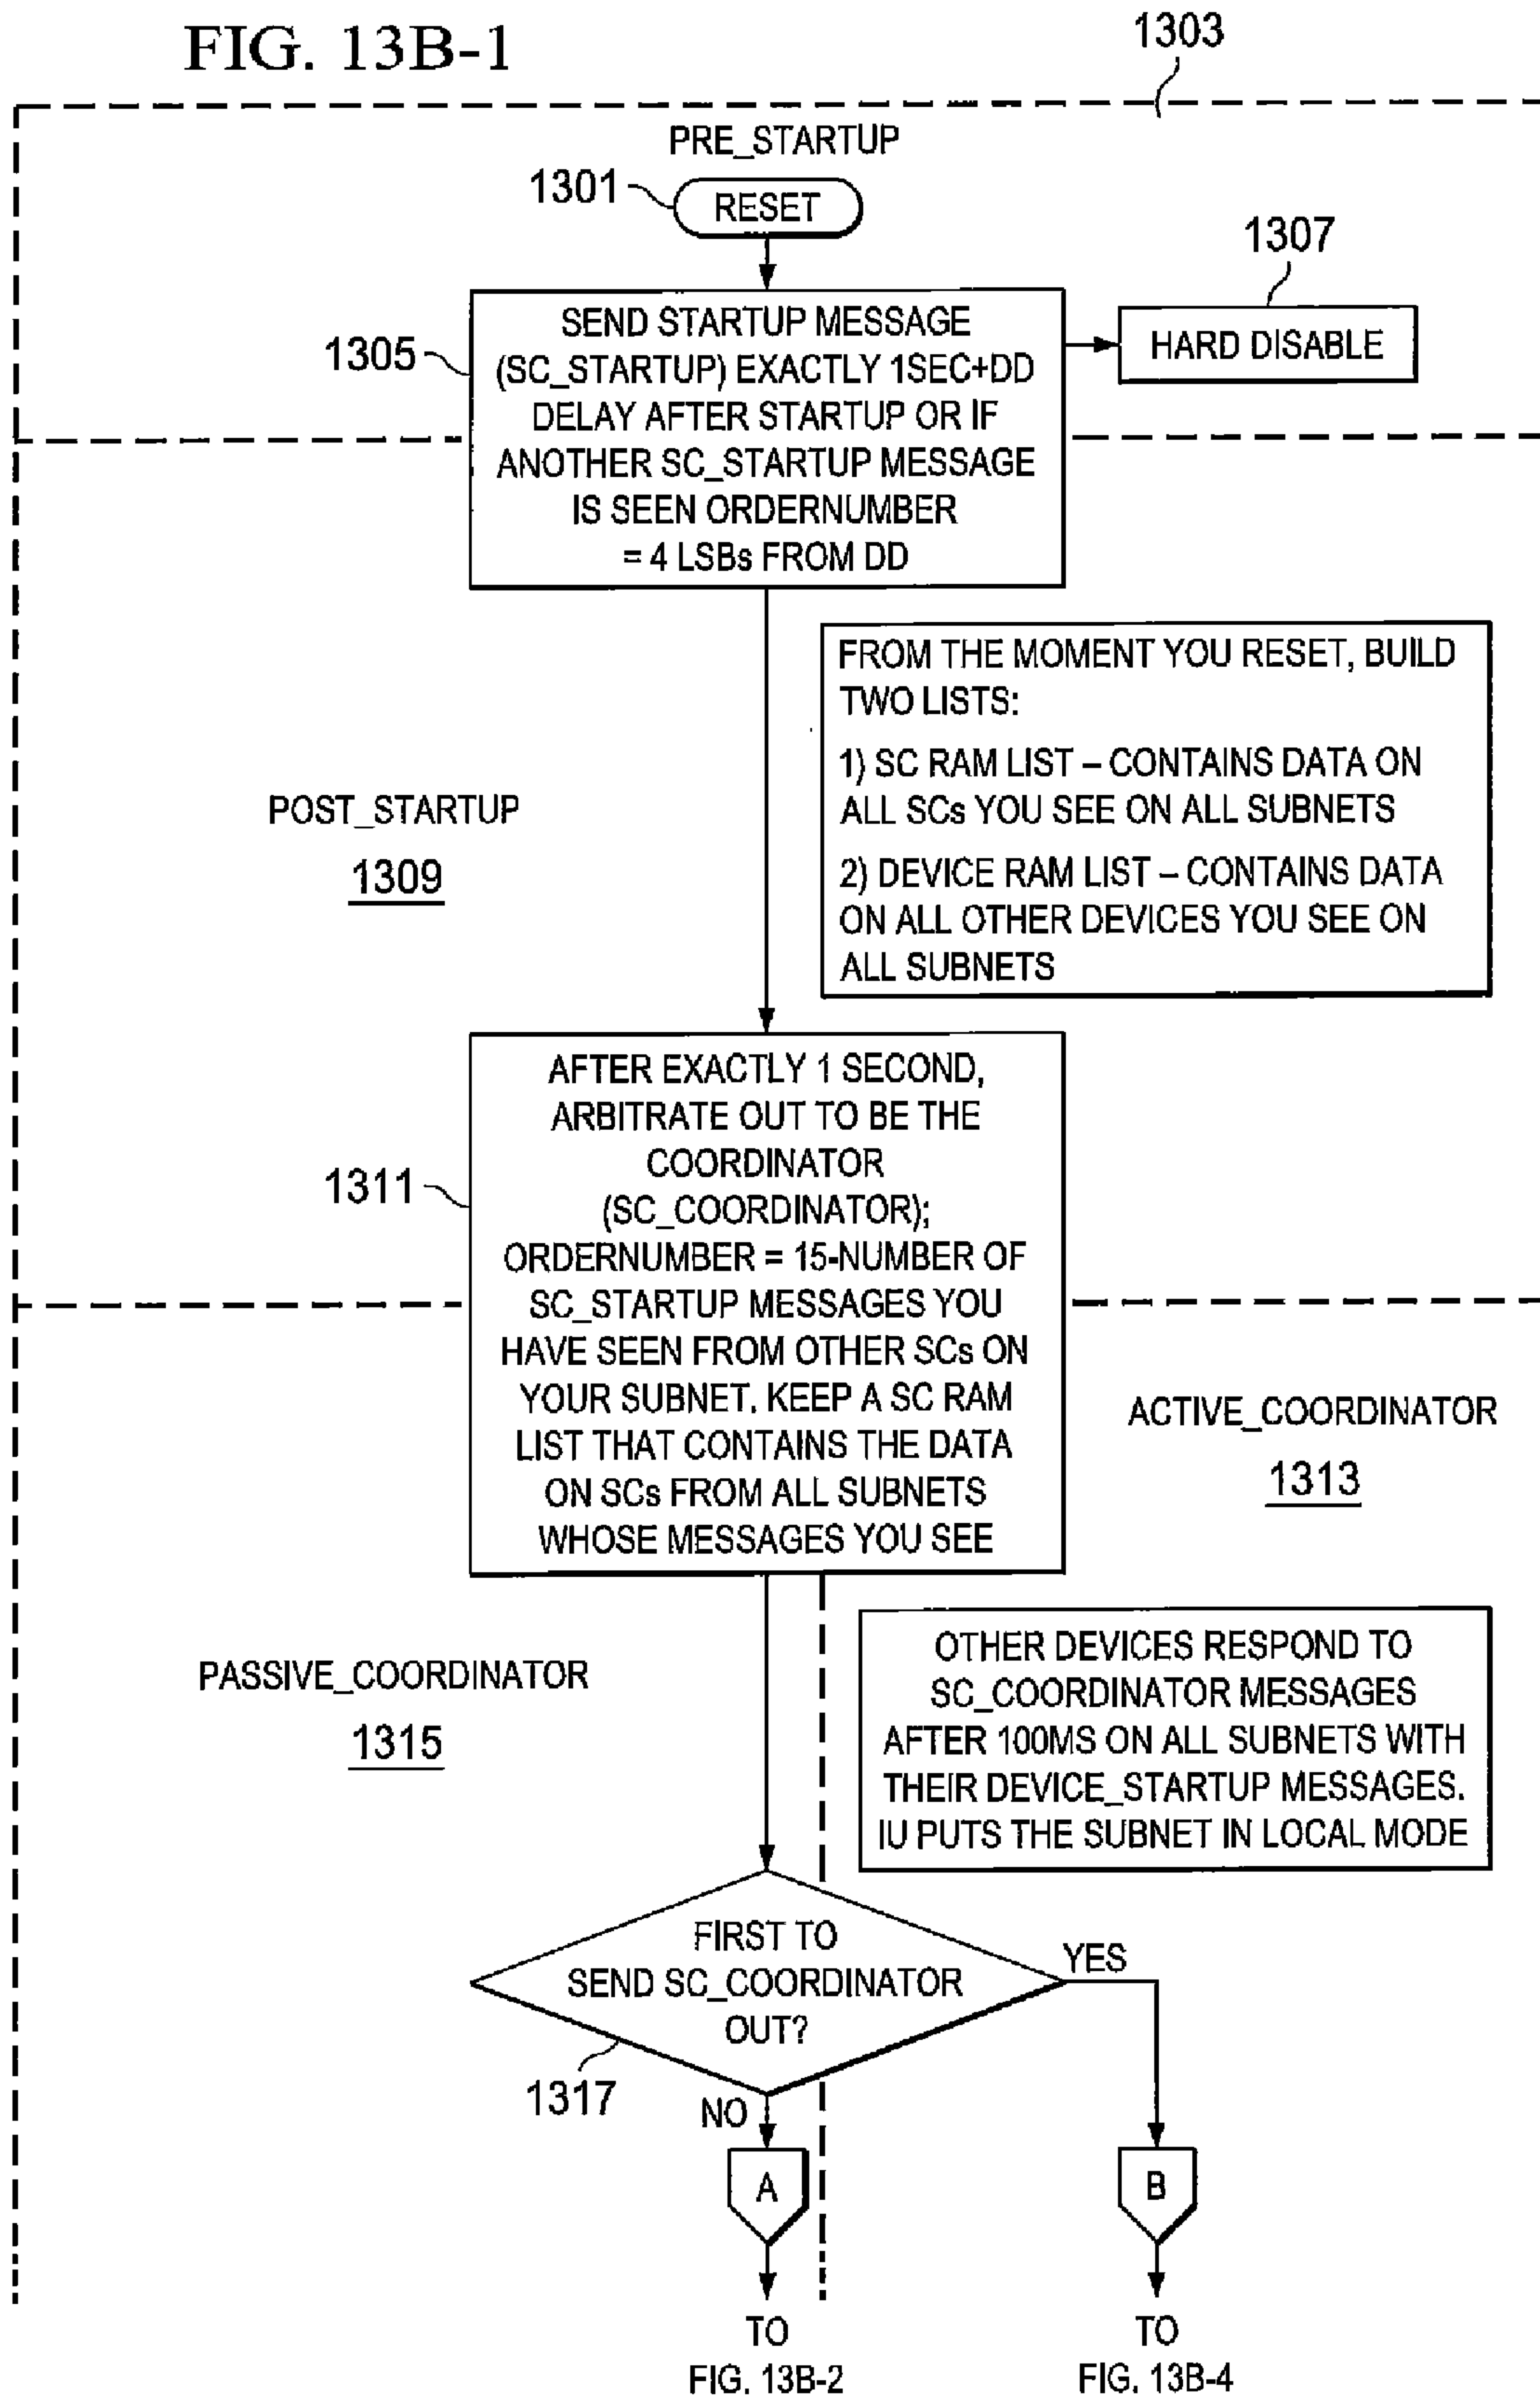 FIG. 13B-1
1303
PRE_STARTUP
1301
RESET
1307
HARD DISABLE
1305
SEND STARTUP MESSAGE
(SC_STARTUP) EXACTLY 1SEC+DD
DELAY AFTER STARTUP OR IF
ANOTHER SC_STARTUP MESSAGE
IS SEEN ORDERNUMBER
= 4 LSBs FROM DD
FROM THE MOMENT YOU RESET, BUILD
TWO LISTS:
1) SC RAM LIST – CONTAINS DATA ON
ALL SCs YOU SEE ON ALL SUBNETS
2) DEVICE RAM LIST – CONTAINS DATA
ON ALL OTHER DEVICES YOU SEE ON
ALL SUBNETS
POST_STARTUP
1309
1311
AFTER EXACTLY 1 SECOND,
ARBITRATE OUT TO BE THE
COORDINATOR
(SC_COORDINATOR);
ORDERNUMBER = 15-NUMBER OF
SC_STARTUP MESSAGES YOU
HAVE SEEN FROM OTHER SCs ON
YOUR SUBNET. KEEP A SC RAM
LIST THAT CONTAINS THE DATA
ON SCs FROM ALL SUBNETS
WHOSE MESSAGES YOU SEE
ACTIVE_COORDINATOR
1313
PASSIVE_COORDINATOR
1315
OTHER DEVICES RESPOND TO
SC_COORDINATOR MESSAGES
AFTER 100MS ON ALL SUBNETS WITH
THEIR DEVICE_STARTUP MESSAGES.
IU PUTS THE SUBNET IN LOCAL MODE
FIRST TO
SEND SC_COORDINATOR
OUT?
YES
1317
NO
A
B
TO
FIG. 13B-2
TO
FIG. 13B-4